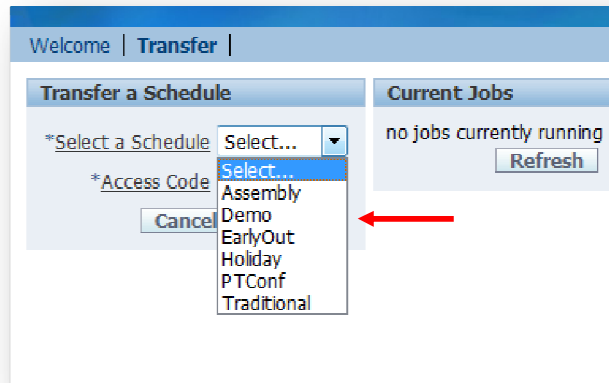 Welcome | Transfer |
Transfer a Schedule
*Select a Schedule Select...
Select...
Assembly
Demo
EarlyOut
Holiday
PTConf
Traditional
*Access Code
Cancel
Current Jobs
no jobs currently running
Refresh